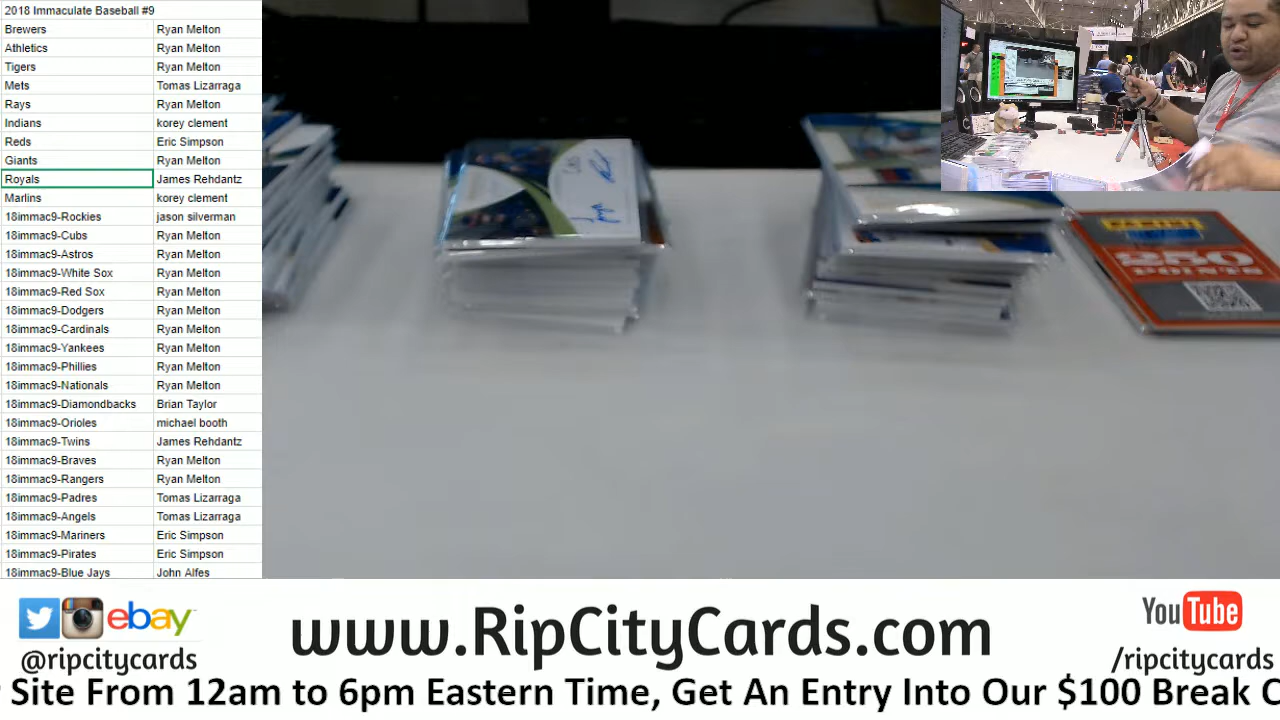 2018 Immaculate Baseball #9
Brewers Ryan Melton
Athletics Ryan Melton
Tigers Ryan Melton
Mets Tomas Lizarraga
Rays Ryan Melton
Indians korey clement
Reds Eric Simpson
Giants Ryan Melton
Royals James Rehdantz
Marlins korey clement
18immac9-Rockies jason silverman
18immac9-Cubs Ryan Melton
18immac9-Astros Ryan Melton
18immac9-White Sox Ryan Melton
18immac9-Red Sox Ryan Melton
18immac9-Dodgers Ryan Melton
18immac9-Cardinals Ryan Melton
18immac9-Yankees Ryan Melton
18immac9-Phillies Ryan Melton
18immac9-Nationals Ryan Melton
18immac9-Diamondbacks Brian Taylor
18immac9-Orioles michael booth
18immac9-Twins James Rehdantz
18immac9-Braves Ryan Melton
18immac9-Rangers Ryan Melton
18immac9-Padres Tomas Lizarraga
18immac9-Angels Tomas Lizarraga
18immac9-Mariners Eric Simpson
18immac9-Pirates Eric Simpson
18immac9-Blue Jays John Alfes
PANINI
250
POINTS
ebay
@ripcitycards
www.RipCityCards.com
YouTube
/ripcitycards
Site From 12am to 6pm Eastern Time, Get An Entry Into Our $100 Break